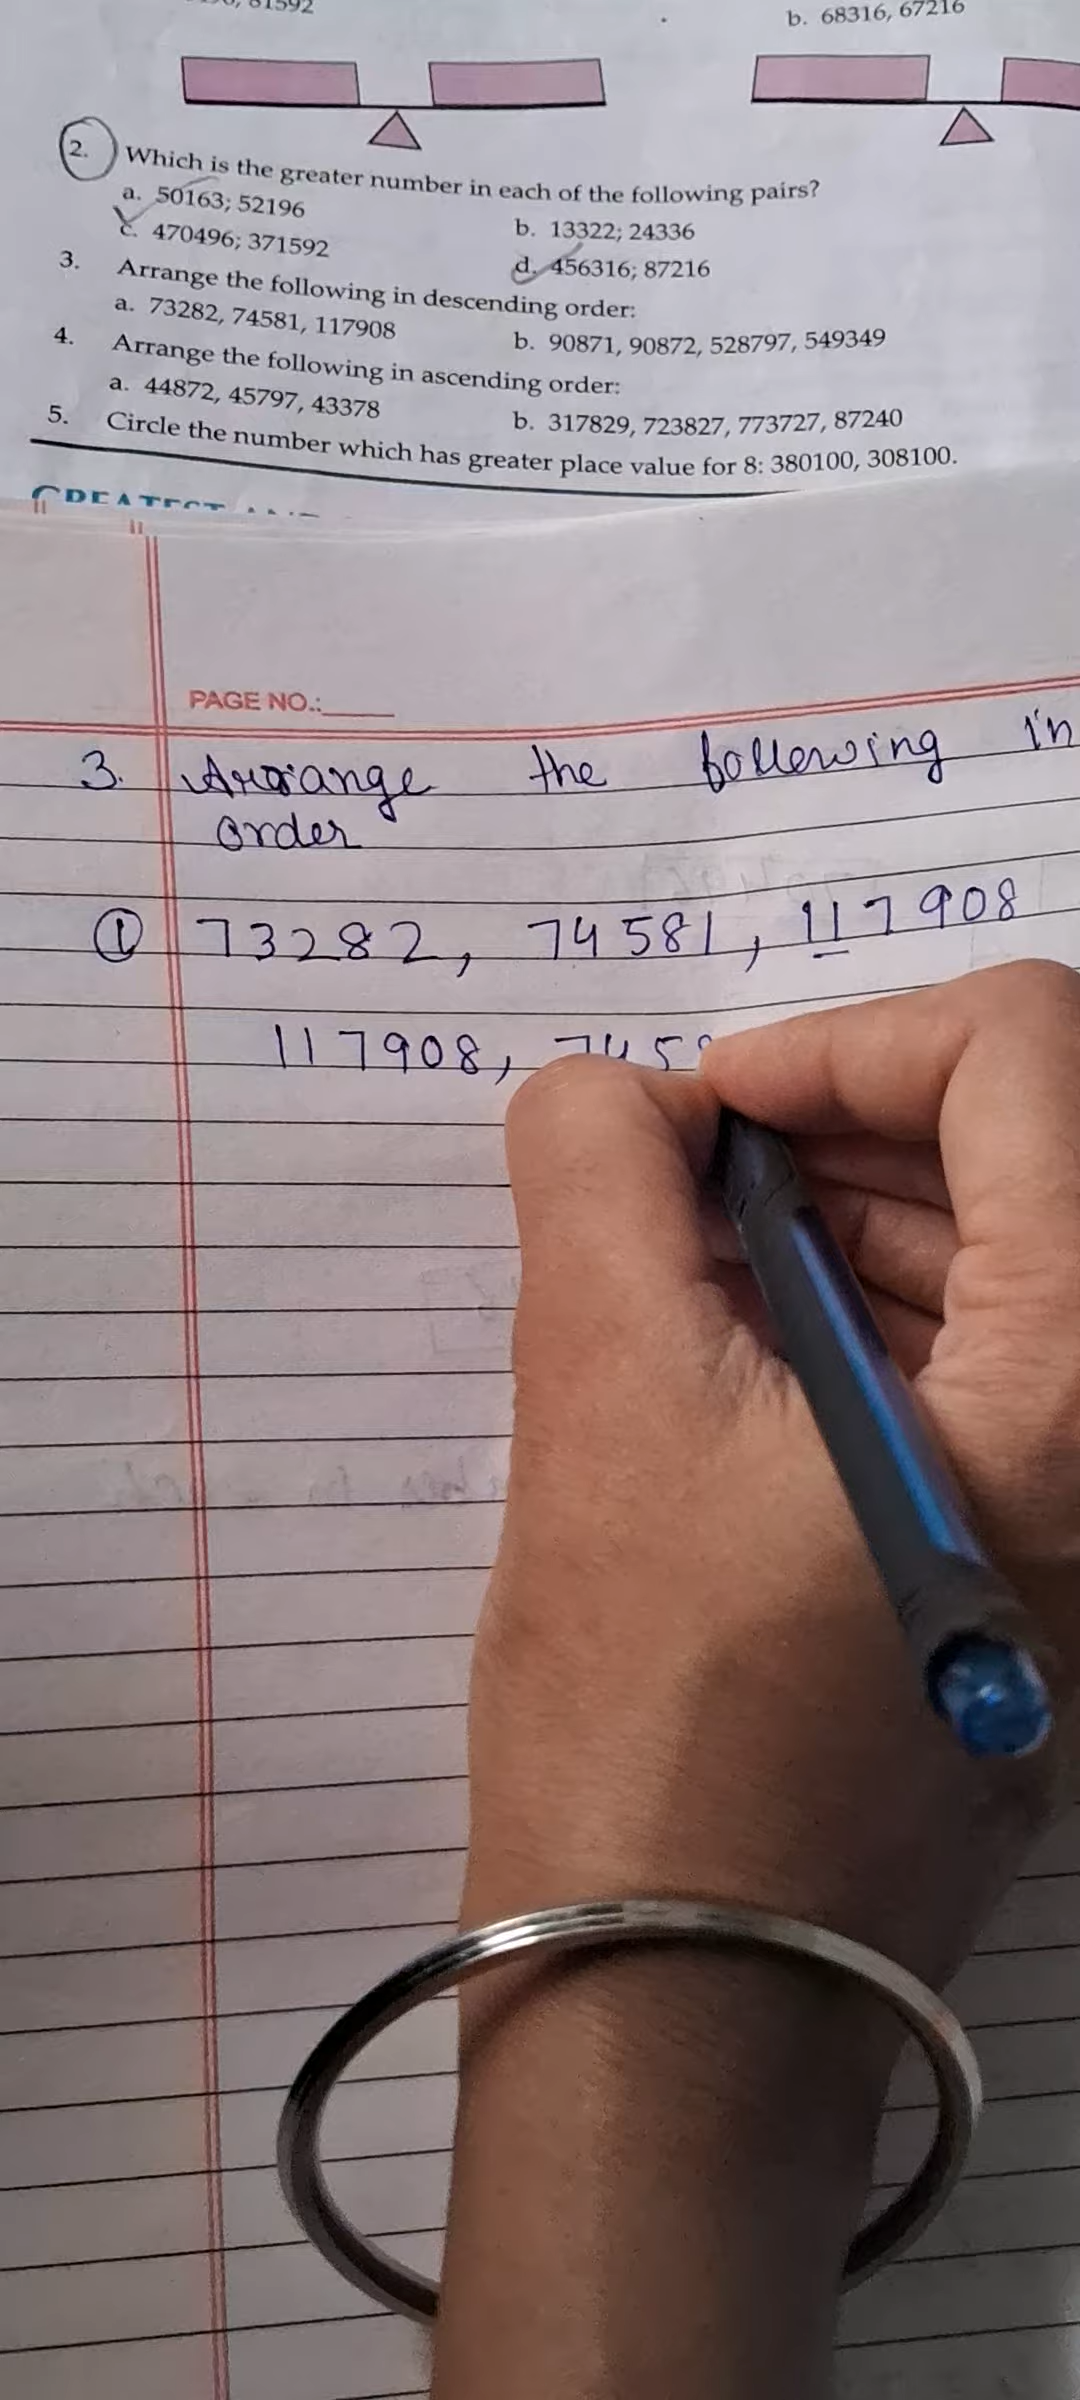 81592
b. 68316, 67216
2. Which is the greater number in each of the following pairs?
a. 50163; 52196
b. 13322; 24336
c. 470496; 371592
d. 456316; 87216
3. Arrange the following in descending order:
a. 73282, 74581, 117908
b. 90871, 90872, 528797, 549349
4. Arrange the following in ascending order:
a. 44872, 45797, 43378
b. 317829, 723827, 773727, 87240
5. Circle the number which has greater place value for 8: 380100, 308100.
GREATEST
PAGE NO.:
3. Arrange the following in
order
① 73282, 74581, 117908
117908, 745